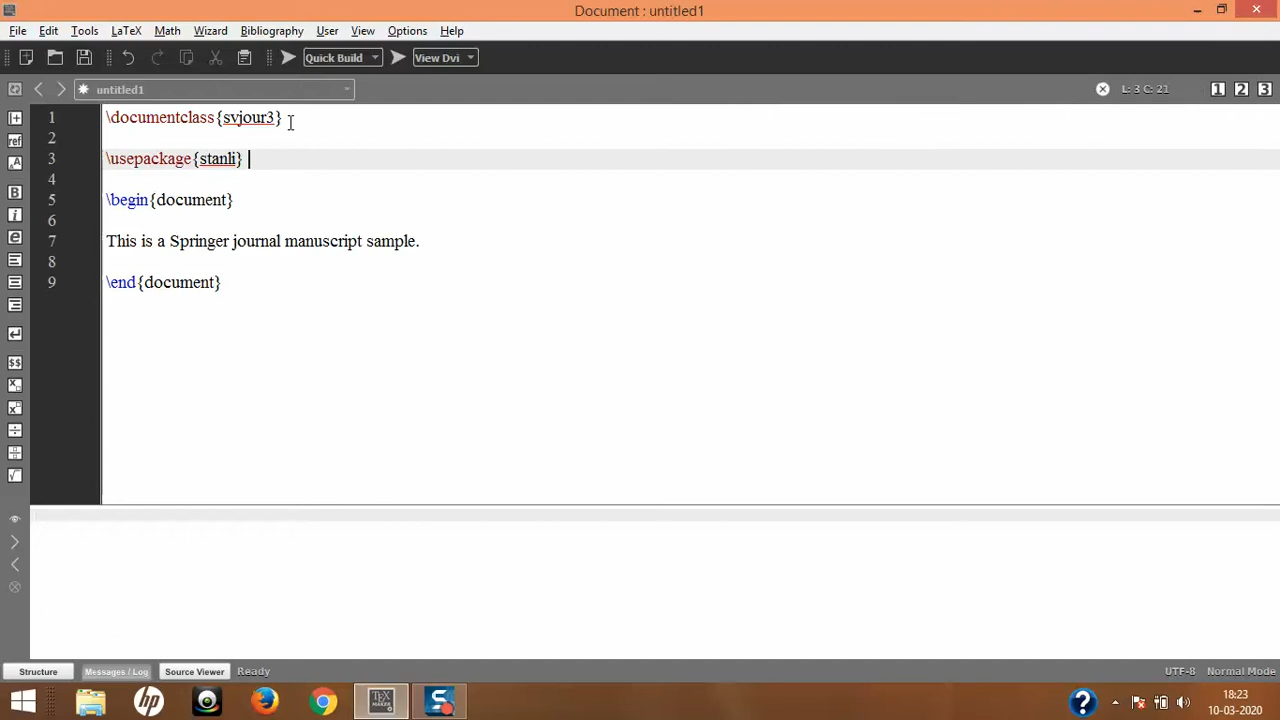 Document : untitled1
File Edit Tools LaTeX Math Wizard Bibliography User View Options Help
Quick Build View Dvi
untitled1 L: 3 C: 21 1 2 3
1 \documentclass{svjour3}
2
3 \usepackage{stanli}
4
5 \begin{document}
6
7 This is a Springer journal manuscript sample.
8
9 \end{document}
Structure Messages / Log Source Viewer Ready UTF-8 Normal Mode
18:23
10-03-2020